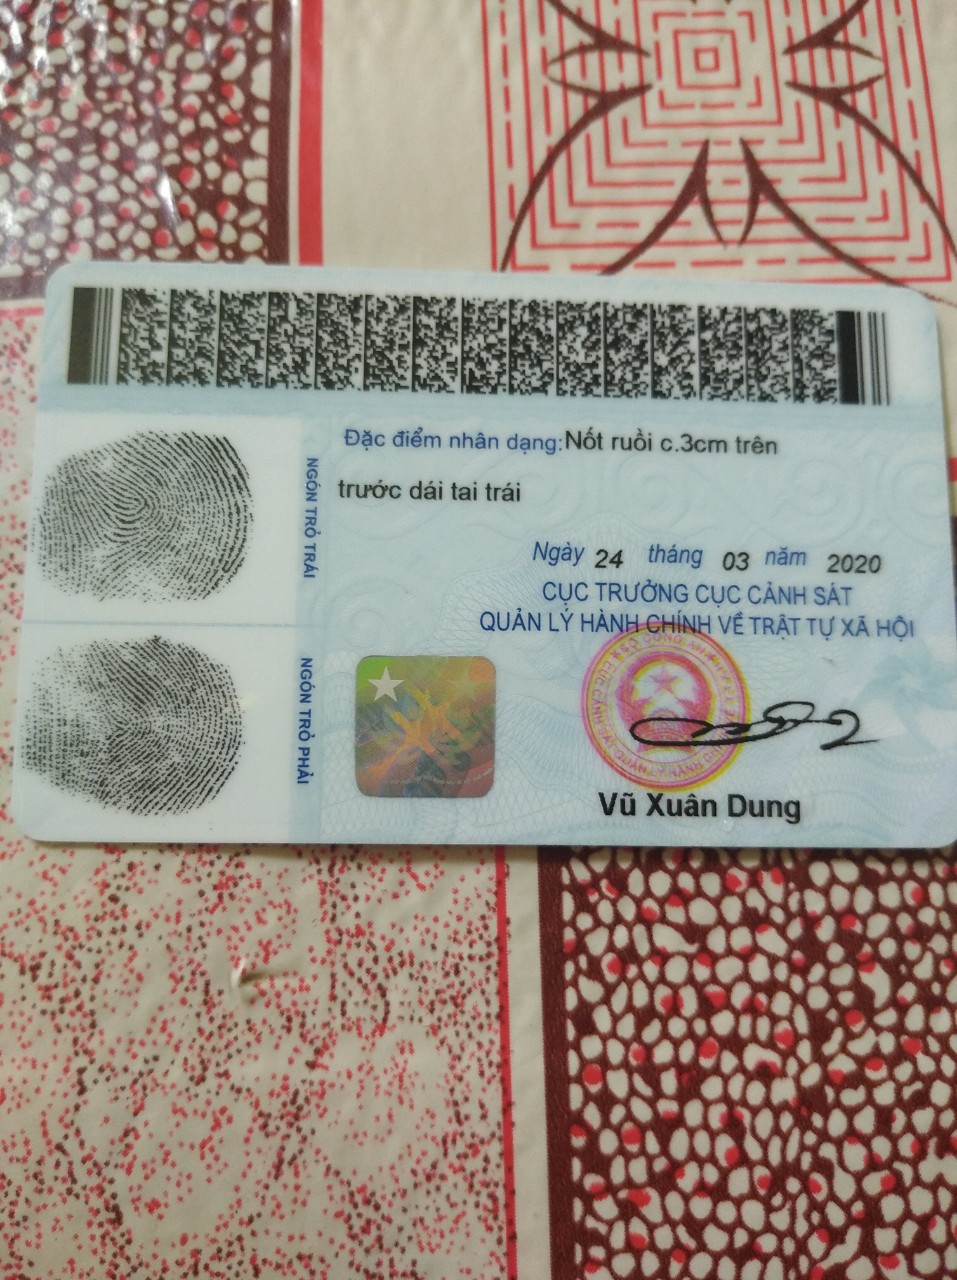 Đặc điểm nhân dạng:Nốt ruồi c.3cm trên
trước dái tai trái
NGÓN TRỎ TRÁI
NGÓN TRỎ PHẢI
Ngày 24 tháng 03 năm 2020
CỤC TRƯỞNG CỤC CẢNH SÁT
QUẢN LÝ HÀNH CHÍNH VỀ TRẬT TỰ XÃ HỘI
Vũ Xuân Dung